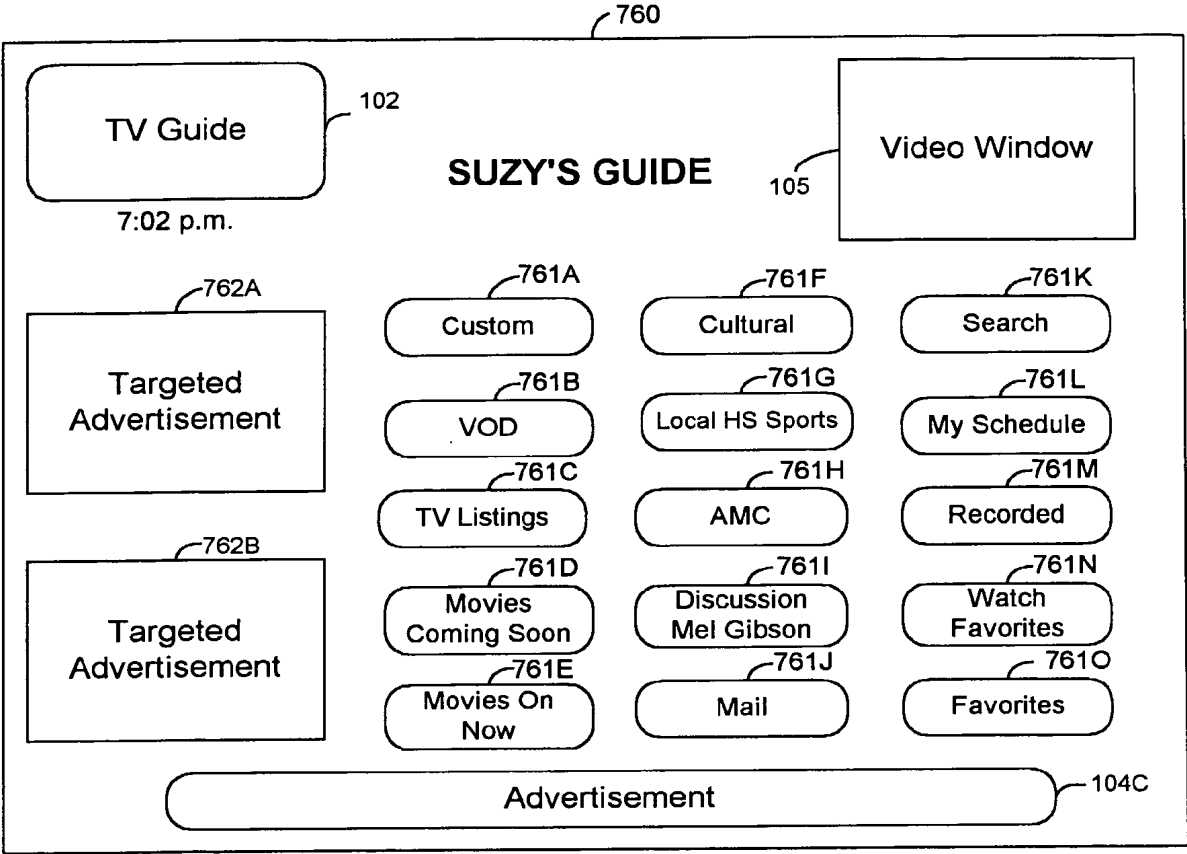 760
TV Guide
102
7:02 p.m.
SUZY'S GUIDE
Video Window
105
762A
Targeted
Advertisement
762B
Targeted
Advertisement
761A
Custom
761B
VOD
761C
TV Listings
761D
Movies
Coming Soon
761E
Movies On
Now
761F
Cultural
761G
Local HS Sports
761H
AMC
761I
Discussion
Mel Gibson
761J
Mail
761K
Search
761L
My Schedule
761M
Recorded
761N
Watch
Favorites
761O
Favorites
Advertisement
104C